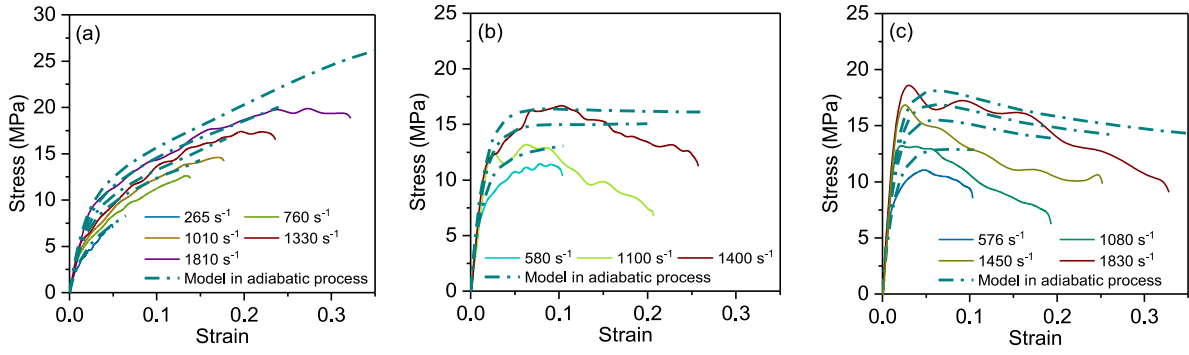 (a)
30
25
20
15
10
5
0
Stress (MPa)
265 s⁻¹ 760 s⁻¹
1010 s⁻¹ 1330 s⁻¹
1810 s⁻¹
Model in adiabatic process
0.0 0.1 0.2 0.3
Strain
(b)
25
20
15
10
5
0
Stress (MPa)
580 s⁻¹ 1100 s⁻¹ 1400 s⁻¹
Model in adiabatic process
0.0 0.1 0.2 0.3
Strain
(c)
25
20
15
10
5
0
Stress (MPa)
576 s⁻¹ 1080 s⁻¹
1450 s⁻¹ 1830 s⁻¹
Model in adiabatic process
0.0 0.1 0.2 0.3
Strain